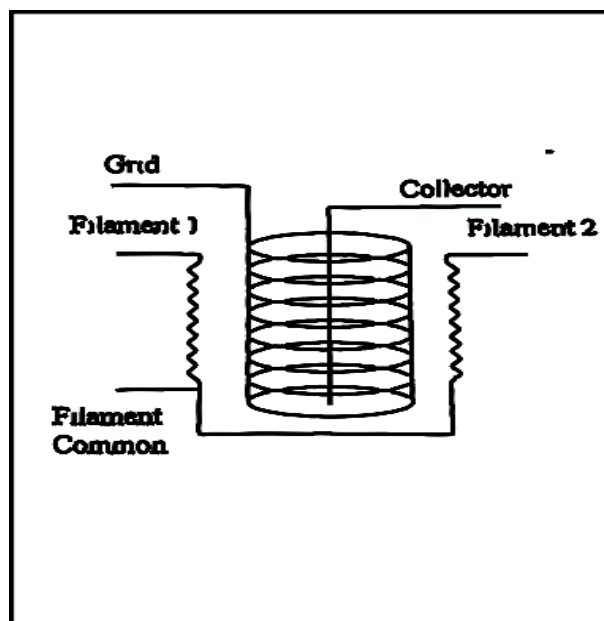 Grid
Collector
Filament 1
Filament 2
Filament
Common